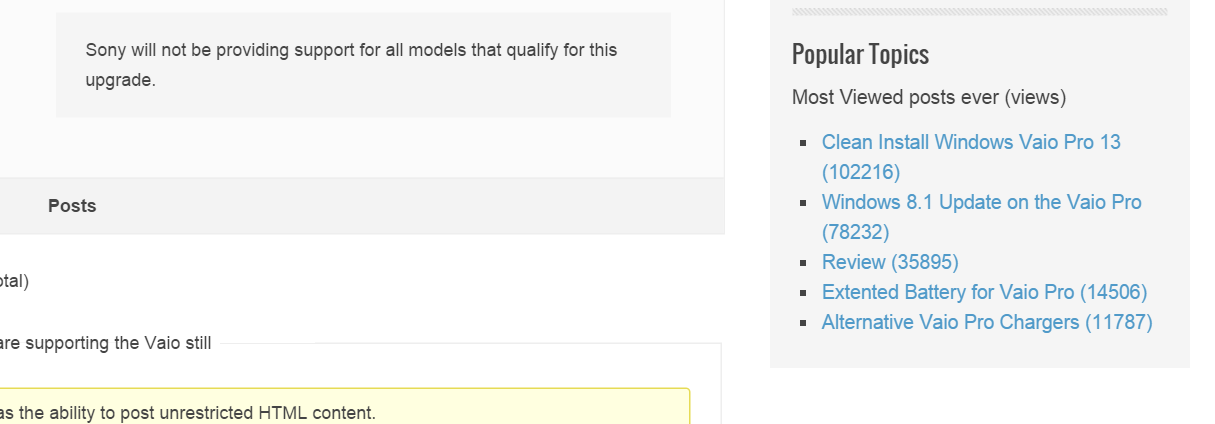 Sony will not be providing support for all models that qualify for this
upgrade.
Posts
otal)
are supporting the Vaio still
as the ability to post unrestricted HTML content.
Popular Topics
Most Viewed posts ever (views)
Clean Install Windows Vaio Pro 13
(102216)
Windows 8.1 Update on the Vaio Pro
(78232)
Review (35895)
Extented Battery for Vaio Pro (14506)
Alternative Vaio Pro Chargers (11787)